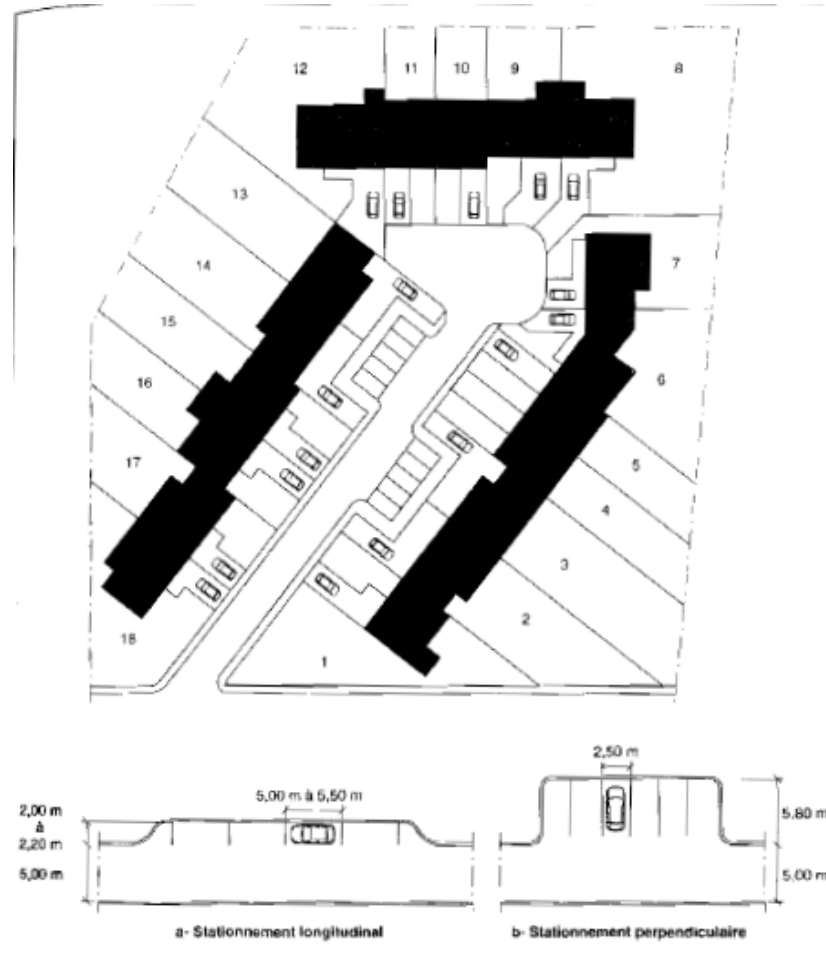 12 11 10 9 8
13
14
7
15
16
6
17
5
4
3
2
18
1
2,50 m
5,00 m à 5,50 m
2,00 m
à
2,20 m
5,00 m
5,80 m
5,00 m
a- Stationnement longitudinal
b- Stationnement perpendiculaire